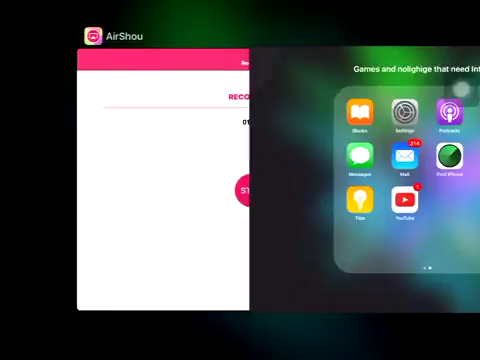 AirShou
RECO
01
ST
Games and nolighige that need Int
iBooks
Settings
Podcasts
314
Messages
Mail
Find iPhone
1
Tips
YouTube